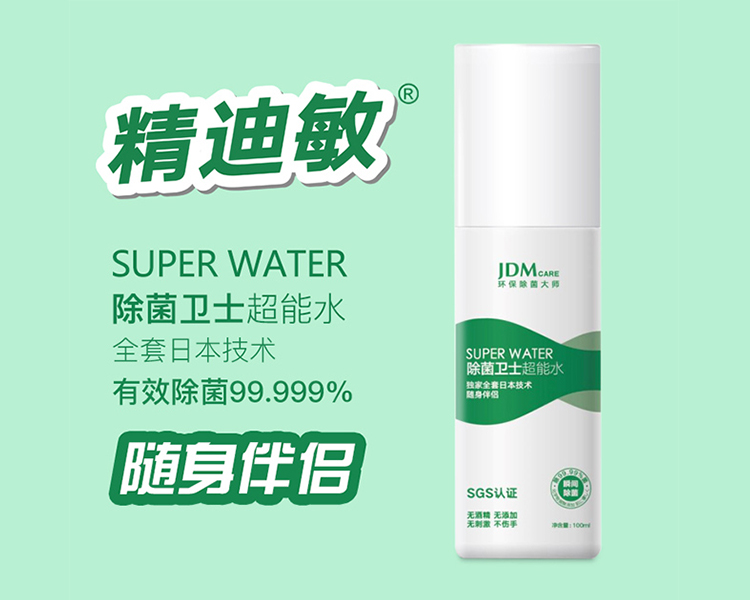 精迪敏®
SUPER WATER
除菌卫士超能水
全套日本技术
有效除菌99.999%
随身伴侣
JDM CARE
环保除菌大师
SUPER WATER
除菌卫士超能水
独家全套日本技术
随身伴侣
SGS认证
瞬间
除菌
无酒精 无添加
无刺激 不伤手
净含量:100ml